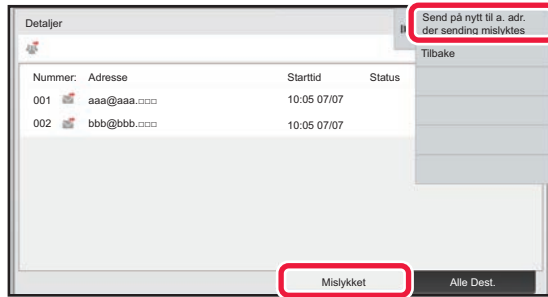 Detaljer
Send på nytt til a. adr.
der sending mislyktes
Tilbake
Nummer: Adresse Starttid Status
001 aaa@aaa.□□□ 10:05 07/07
002 bbb@bbb.□□□ 10:05 07/07
Mislykket
Alle Dest.